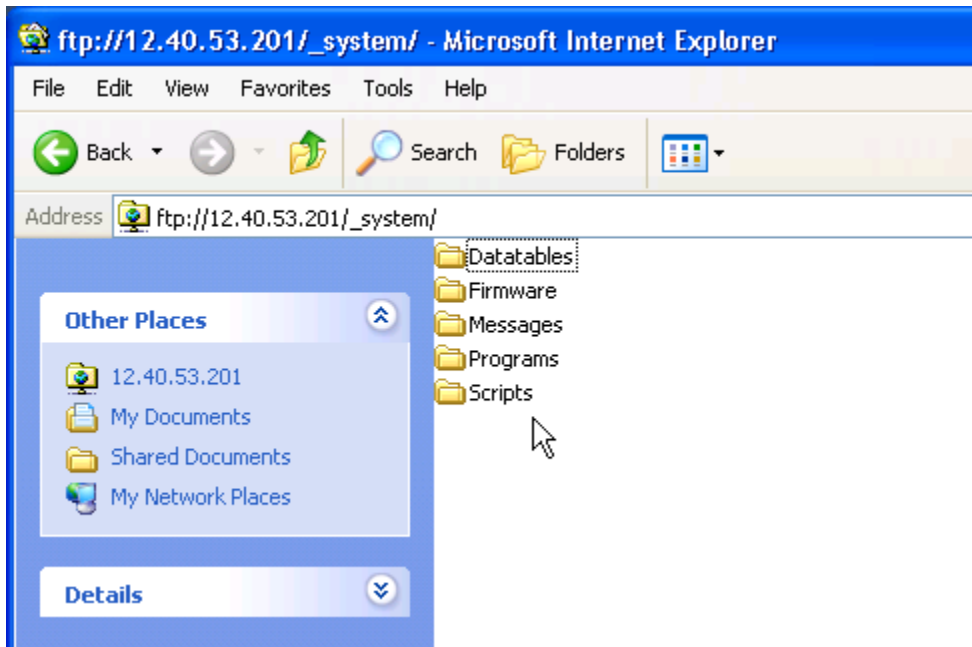 ftp://12.40.53.201/_system/ - Microsoft Internet Explorer
File Edit View Favorites Tools Help
Back Search Folders
Address ftp://12.40.53.201/_system/
Other Places
12.40.53.201
My Documents
Shared Documents
My Network Places
Details
Datatables
Firmware
Messages
Programs
Scripts